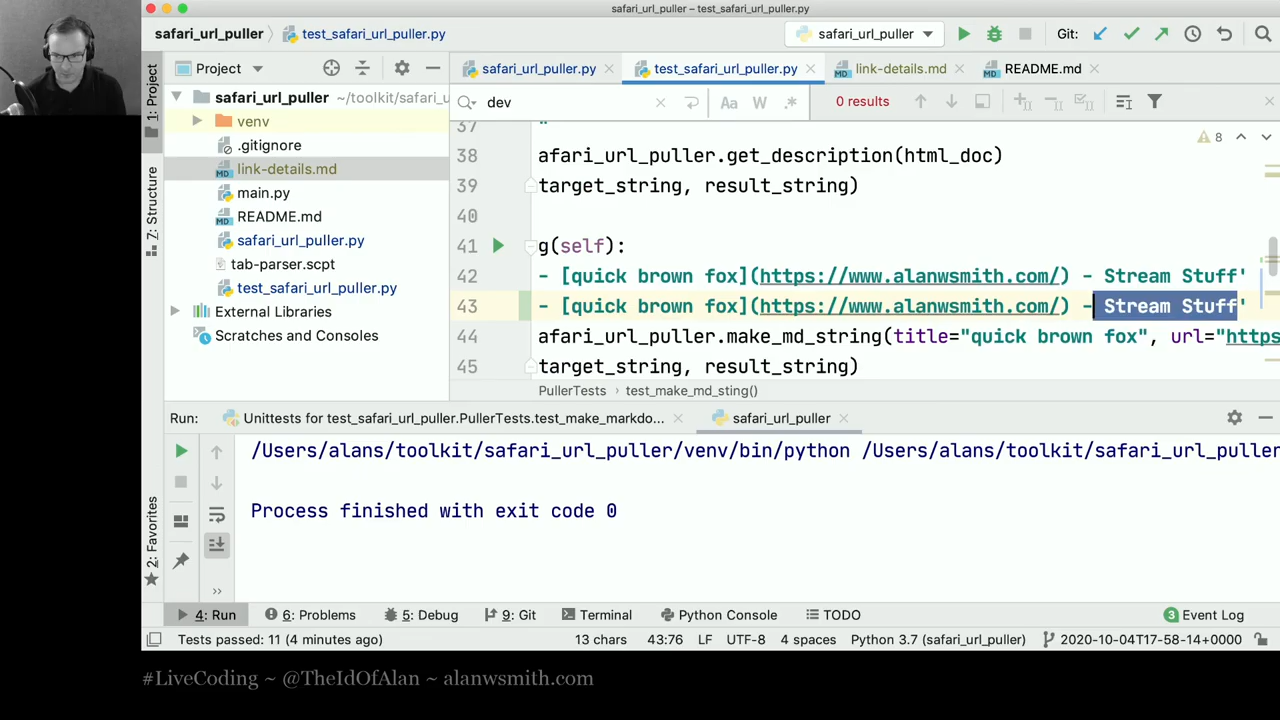 safari_url_puller – test_safari_url_puller.py
safari_url_puller
test_safari_url_puller.py
safari_url_puller
Git:
1: Project
Project
safari_url_puller.py
test_safari_url_puller.py
link-details.md
README.md
safari_url_puller ~/toolkit/safari_u
dev
Aa W .*
0 results
venv
.gitignore
link-details.md
main.py
README.md
safari_url_puller.py
tab-parser.scpt
test_safari_url_puller.py
External Libraries
Scratches and Consoles
7: Structure
2: Favorites
8
37 "
38 afari_url_puller.get_description(html_doc)
39 target_string, result_string)
40
41 g(self):
42 - [quick brown fox](https://www.alanwsmith.com/) - Stream Stuff'
43 - [quick brown fox](https://www.alanwsmith.com/) - Stream Stuff'
44 afari_url_puller.make_md_string(title="quick brown fox", url="https
45 target_string, result_string)
PullerTests
test_make_md_sting()
Run:
Unittests for test_safari_url_puller.PullerTests.test_make_markdo...
safari_url_puller
/Users/alans/toolkit/safari_url_puller/venv/bin/python /Users/alans/toolkit/safari_url_puller
Process finished with exit code 0
4: Run
6: Problems
5: Debug
9: Git
Terminal
Python Console
TODO
3 Event Log
Tests passed: 11 (4 minutes ago)
13 chars
43:76
LF
UTF-8
4 spaces
Python 3.7 (safari_url_puller)
2020-10-04T17-58-14+0000
#LiveCoding ~ @TheIdOfAlan ~ alanwsmith.com